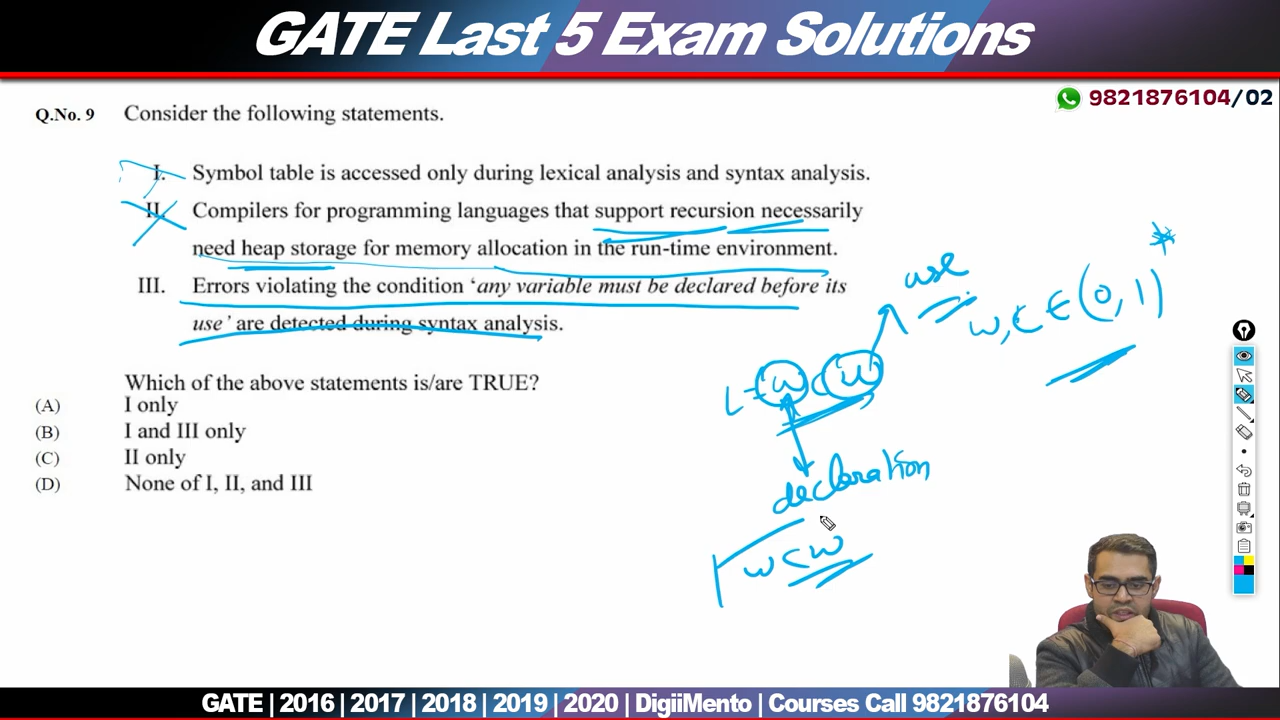 GATE Last 5 Exam Solutions
9821876104/02
Q.No. 9 Consider the following statements.
I. Symbol table is accessed only during lexical analysis and syntax analysis.
II. Compilers for programming languages that support recursion necessarily
need heap storage for memory allocation in the run-time environment.
III. Errors violating the condition ‘any variable must be declared before its
use’ are detected during syntax analysis.
Which of the above statements is/are TRUE?
(A) I only
(B) I and III only
(C) II only
(D) None of I, II, and III
use
w, c ∈ (0, 1)*
L = w c w
declaration
w c w
GATE | 2016 | 2017 | 2018 | 2019 | 2020 | DigiiMento | Courses Call 9821876104